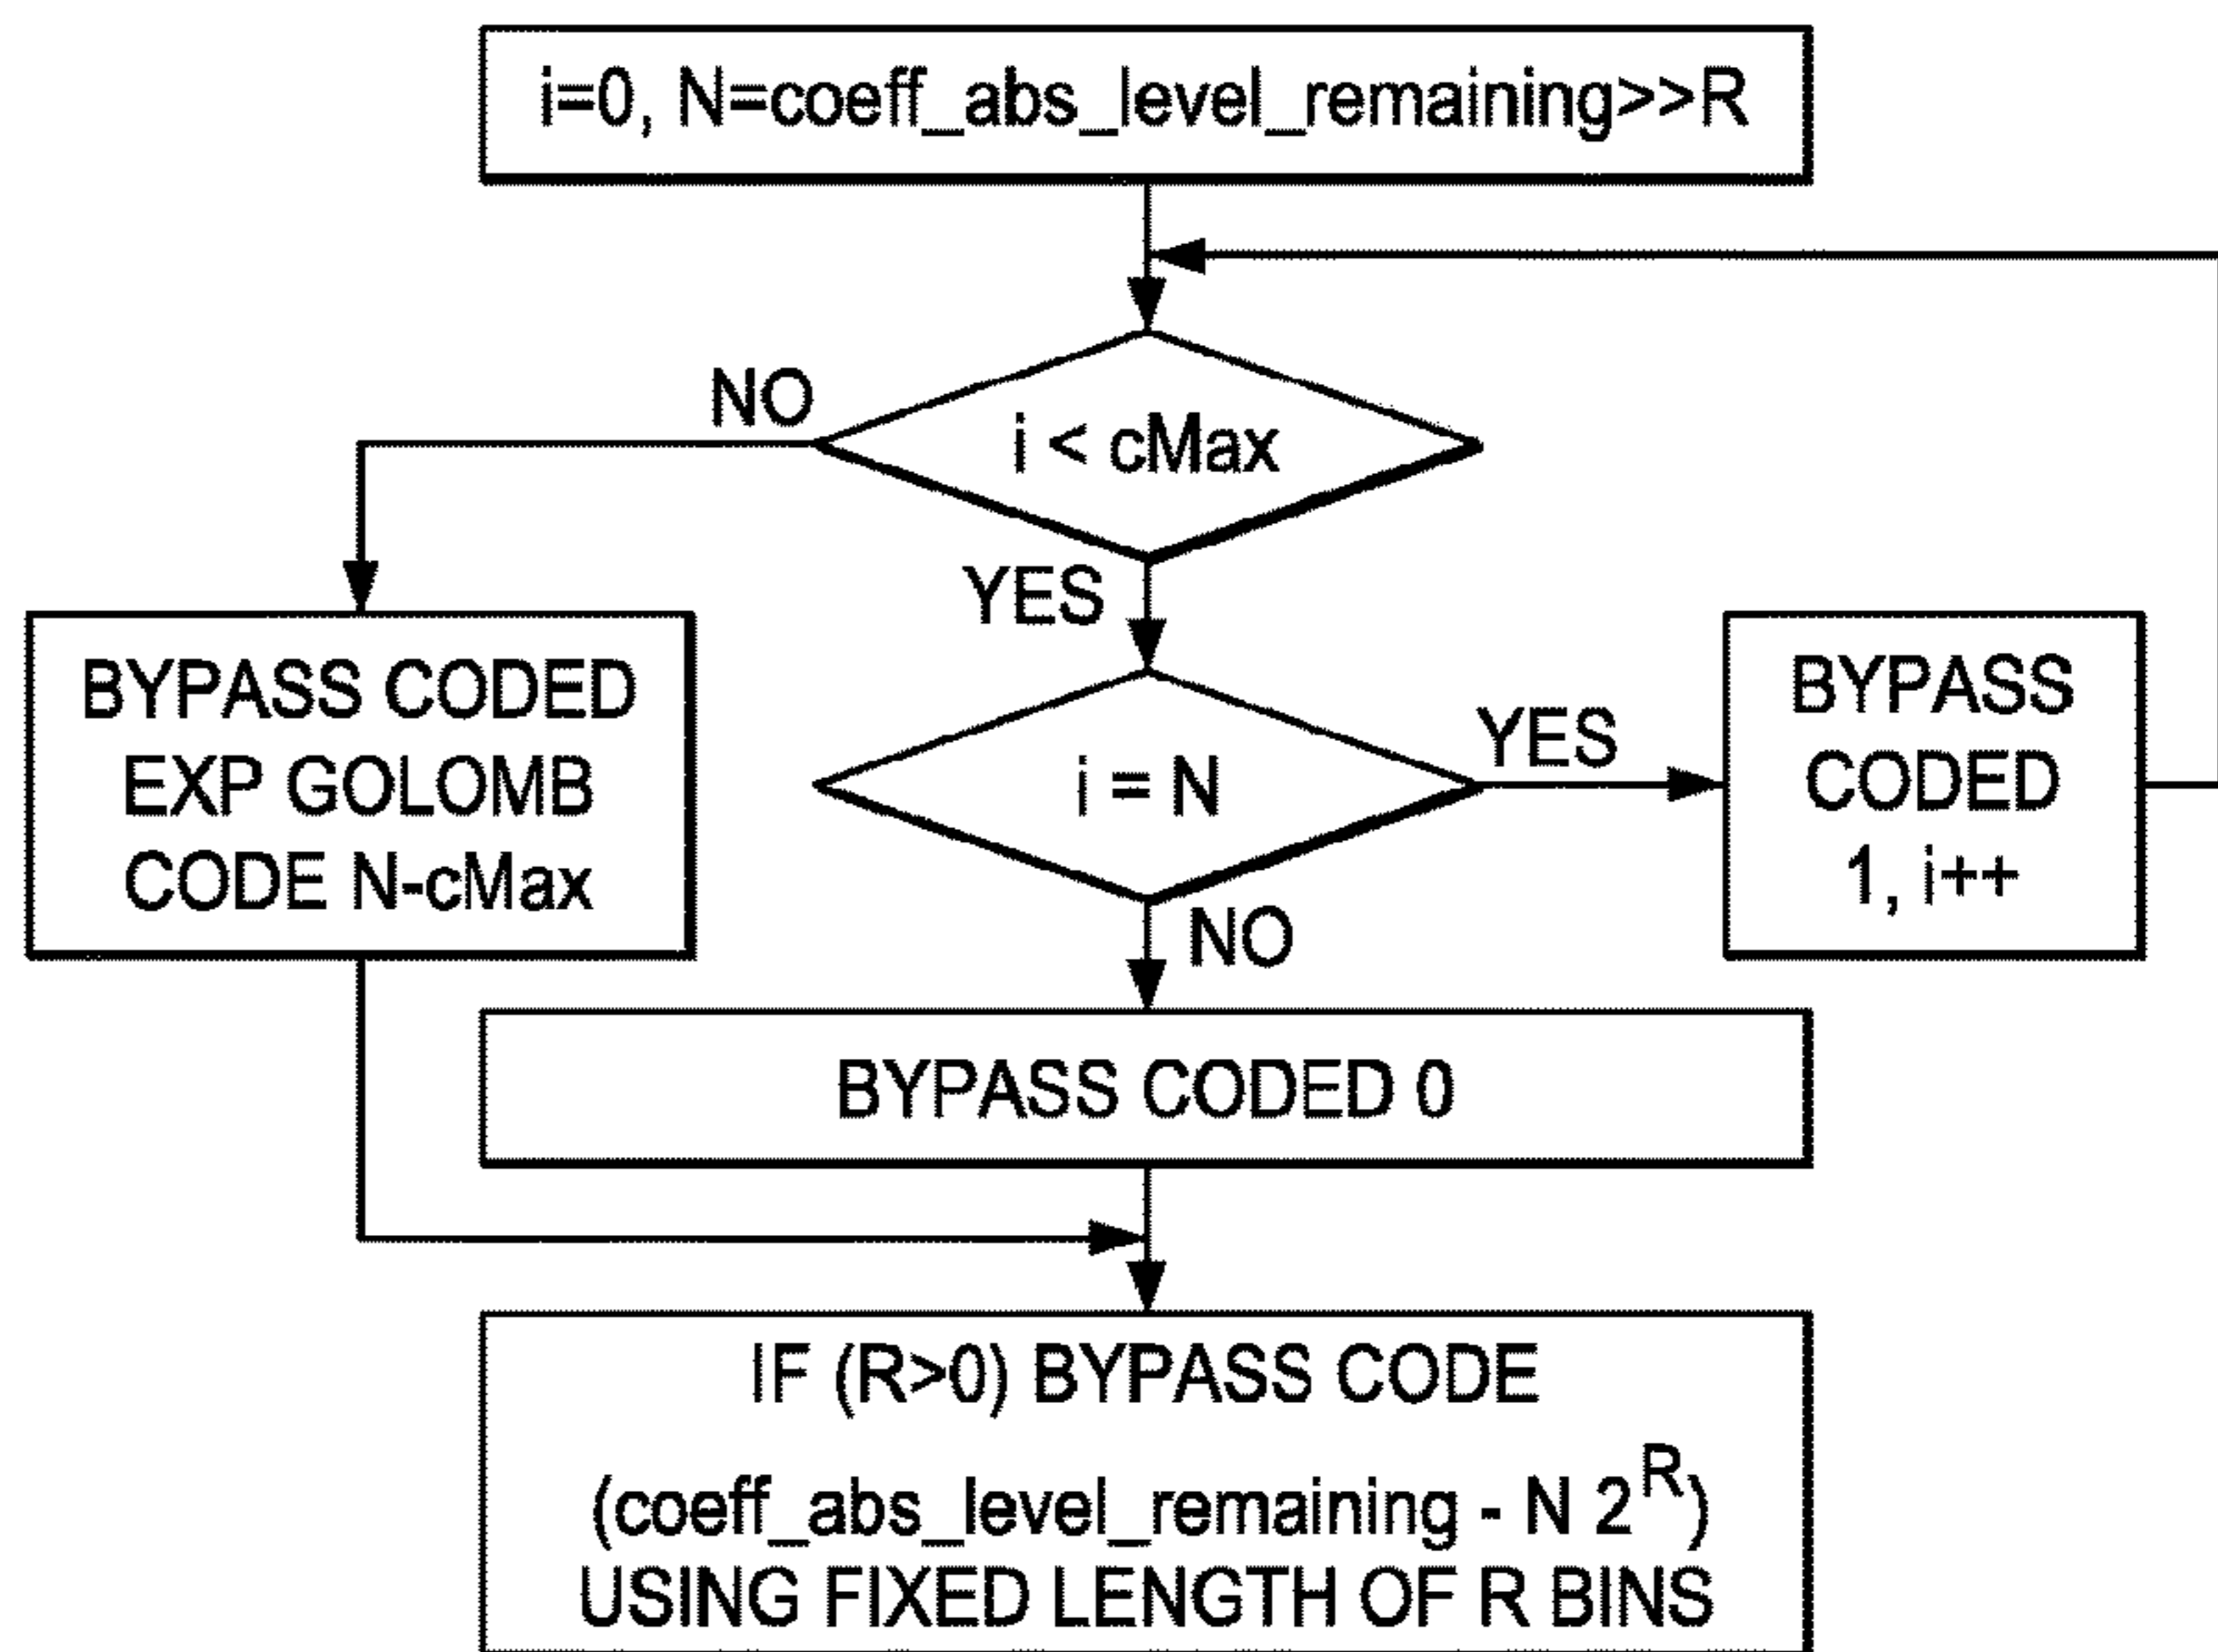 i=0, N=coeff_abs_level_remaining>>R
NO
i < cMax
YES
BYPASS CODED
EXP GOLOMB
CODE N-cMax
i = N
YES
BYPASS
CODED
1, i++
NO
BYPASS CODED 0
IF (R>0) BYPASS CODE
(coeff_abs_level_remaining - N 2^R)
USING FIXED LENGTH OF R BINS